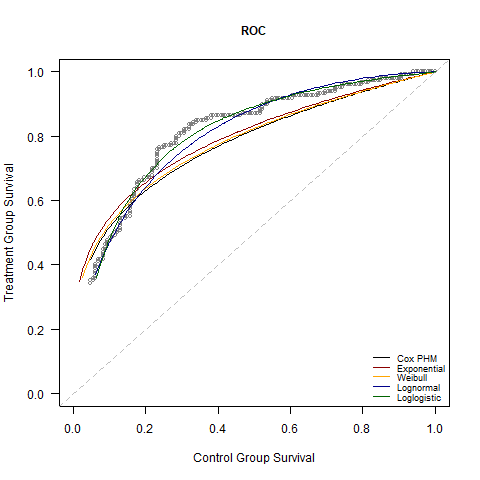 ROC
Treatment Group Survival
1.0
0.8
0.6
0.4
0.2
0.0
0.0 0.2 0.4 0.6 0.8 1.0
Control Group Survival
Cox PHM
Exponential
Weibull
Lognormal
Loglogistic